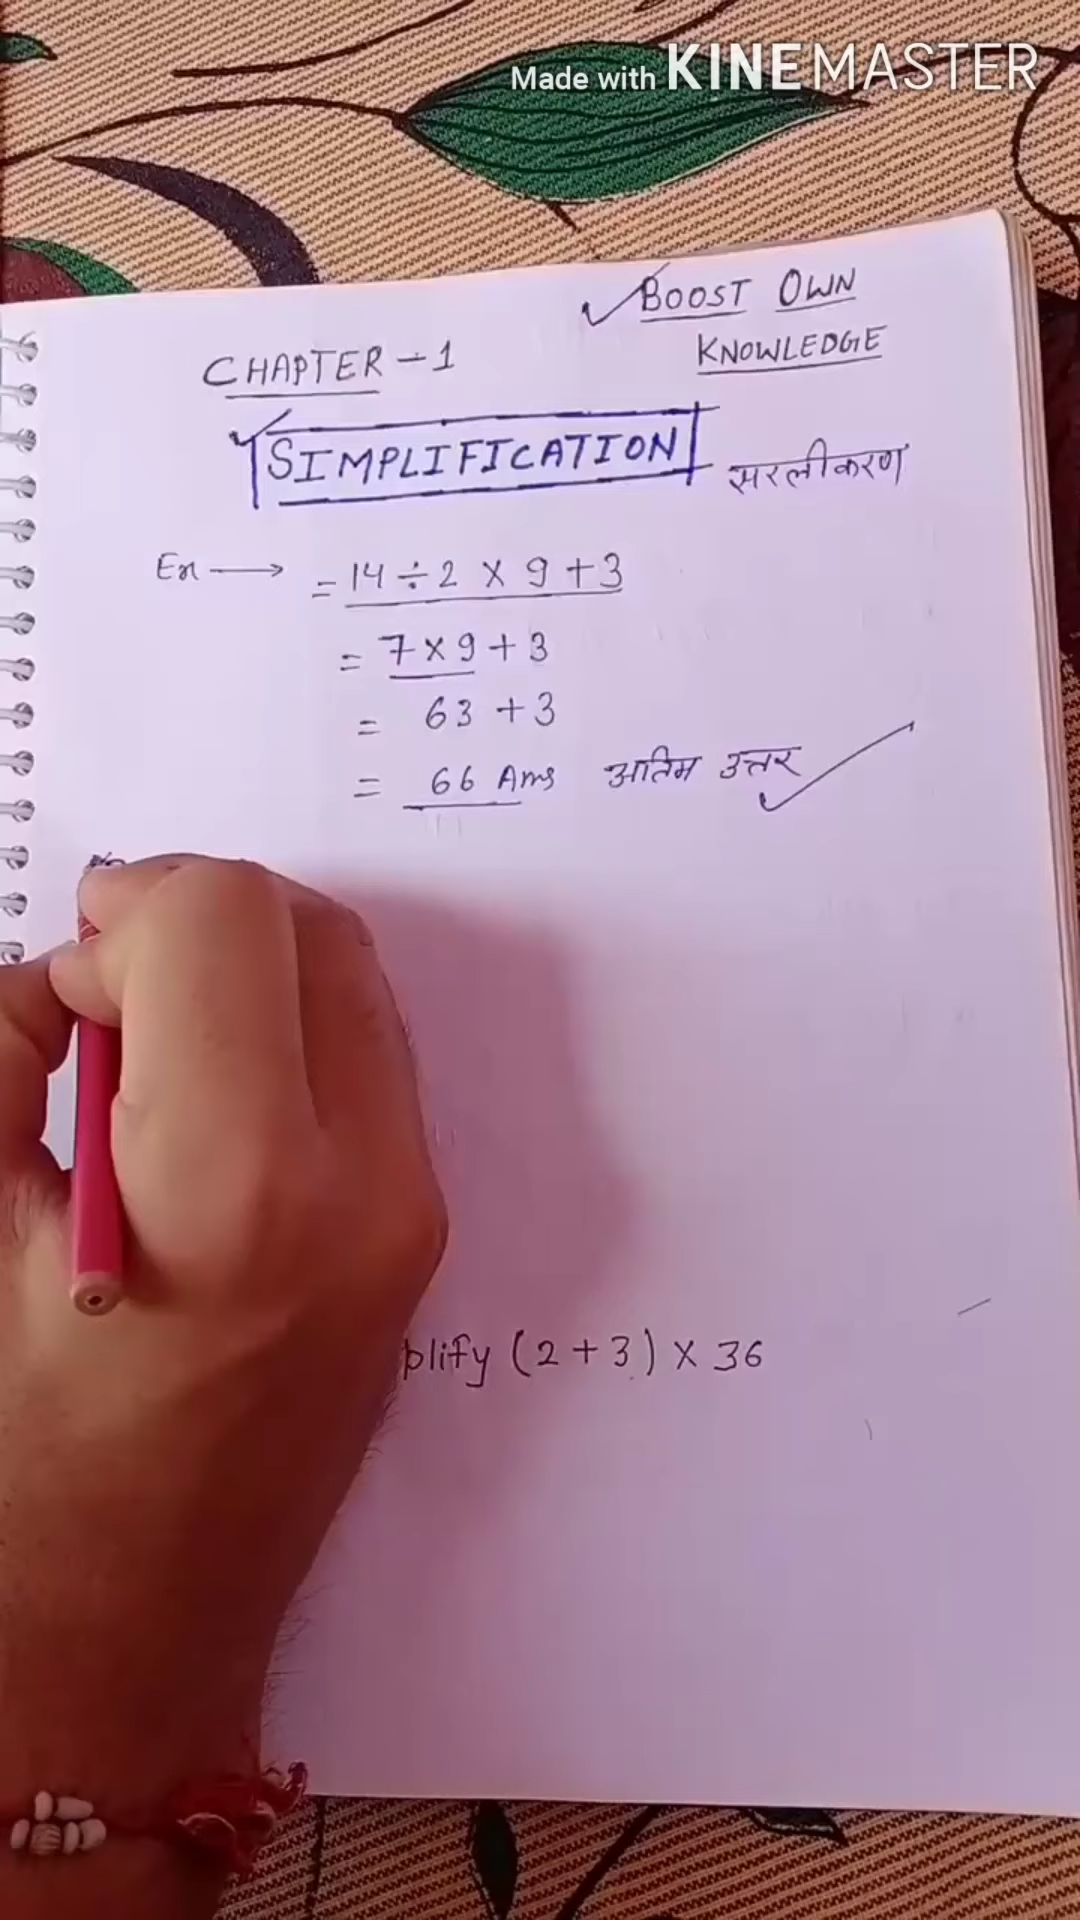 Made with KINEMASTER
✓ BOOST OWN
KNOWLEDGE
CHAPTER - 1
SIMPLIFICATION सरलीकरण
Ex → = 14 ÷ 2 × 9 + 3
= 7 × 9 + 3
= 63 + 3
= 66 Ans अतिम उत्तर ✓
plify (2 + 3) × 36